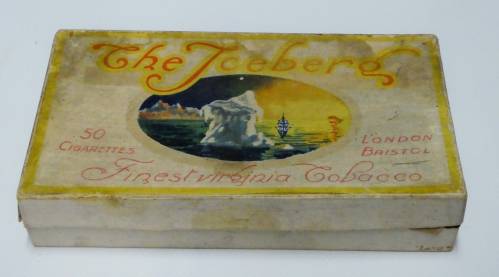 The Iceberg
50
CIGARETTES
LONDON
BRISTOL
Finest virginia Tobacco